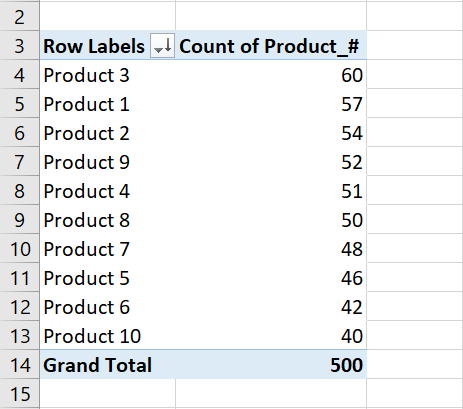 2
3 Row Labels Count of Product_#
4 Product 3 60
5 Product 1 57
6 Product 2 54
7 Product 9 52
8 Product 4 51
9 Product 8 50
10 Product 7 48
11 Product 5 46
12 Product 6 42
13 Product 10 40
14 Grand Total 500
15